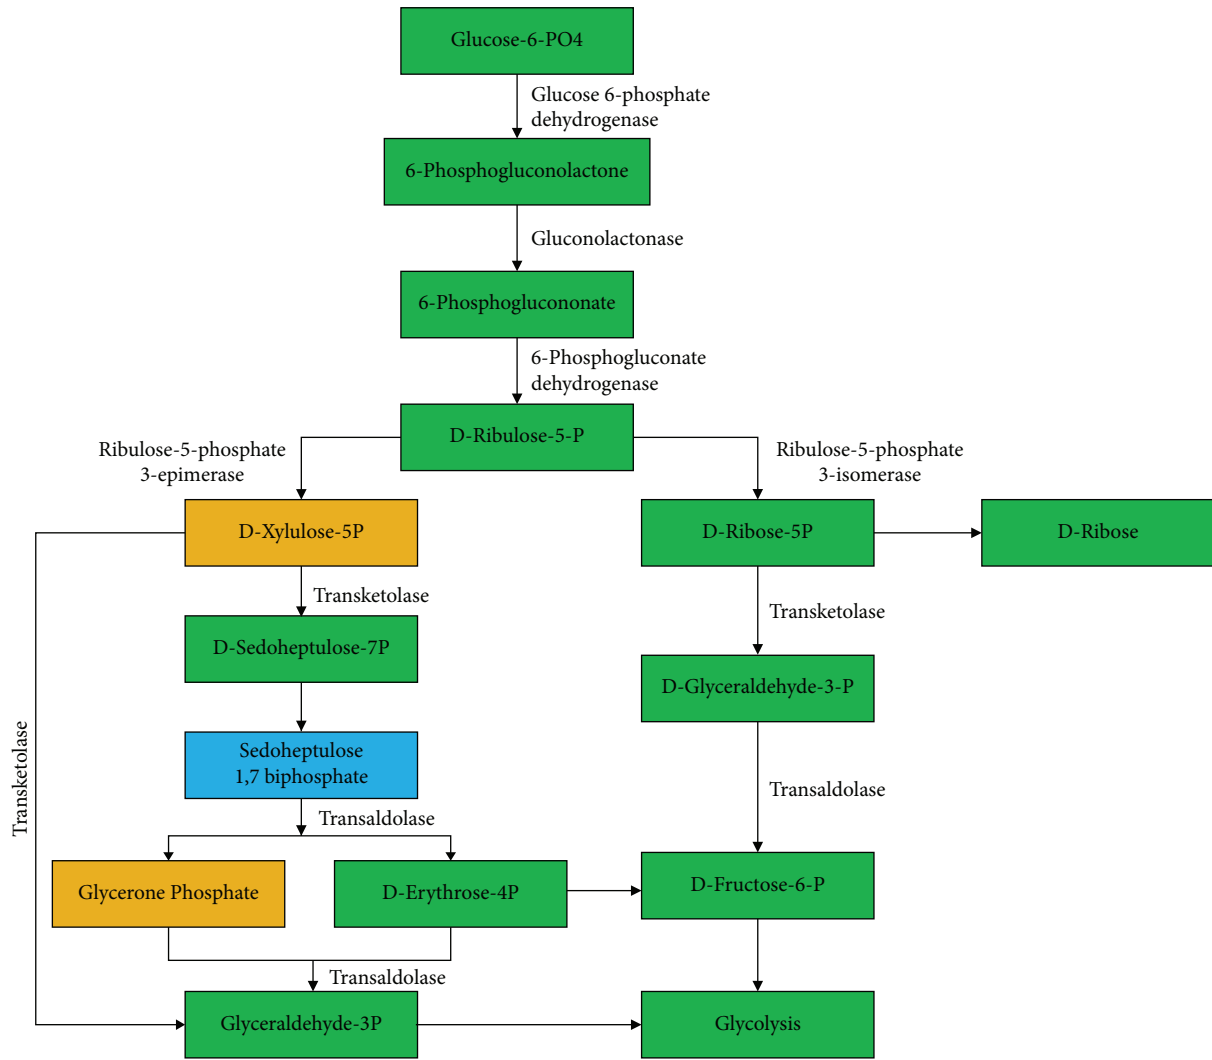 Glucose-6-PO4
Glucose 6-phosphate
dehydrogenase
6-Phosphogluconolactone
Gluconolactonase
6-Phosphoglucononate
6-Phosphogluconate
dehydrogenase
D-Ribulose-5-P
Ribulose-5-phosphate
3-epimerase
Ribulose-5-phosphate
3-isomerase
D-Xylulose-5P
D-Ribose-5P
D-Ribose
Transketolase
Transketolase
D-Sedoheptulose-7P
D-Glyceraldehyde-3-P
Transketolase
Sedoheptulose
1,7 biphosphate
Transaldolase
Transaldolase
Glycerone Phosphate
D-Erythrose-4P
D-Fructose-6-P
Transaldolase
Glyceraldehyde-3P
Glycolysis